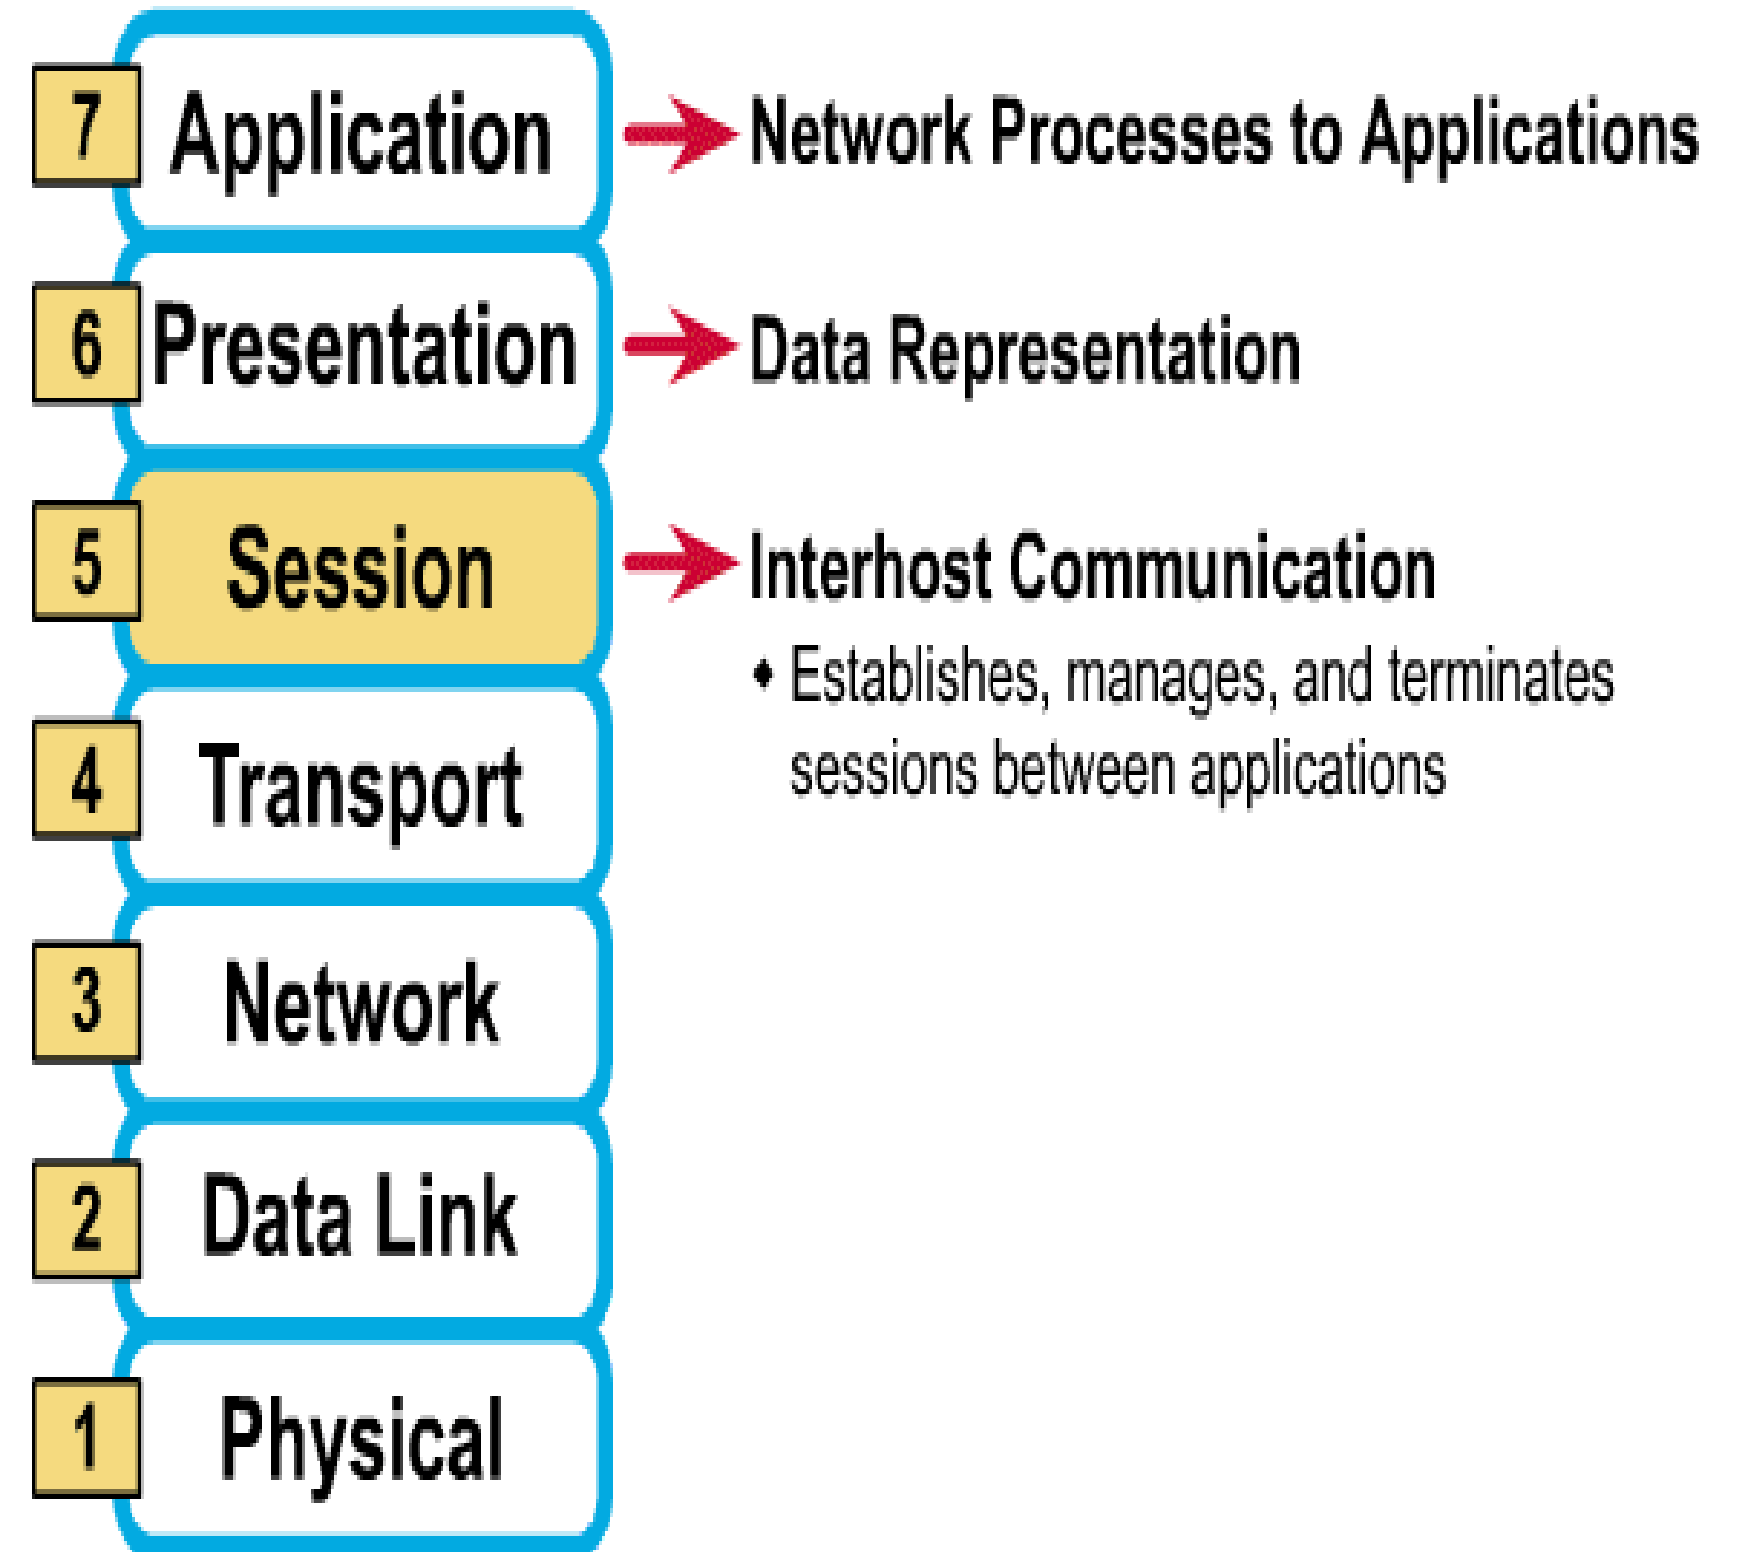 7 Application Network Processes to Applications
6 Presentation Data Representation
5 Session Interhost Communication
♦ Establishes, manages, and terminates
sessions between applications
4 Transport
3 Network
2 Data Link
1 Physical